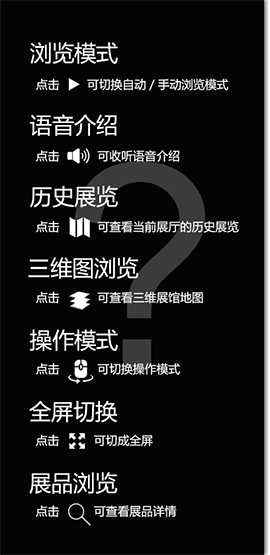 浏览模式
点击 可切换自动 / 手动浏览模式
语音介绍
点击 可收听语音介绍
历史展览
点击 可查看当前展厅的历史展览
三维图浏览
点击 可查看三维展馆地图
操作模式
点击 可切换操作模式
全屏切换
点击 可切成全屏
展品浏览
点击 可查看展品详情
?